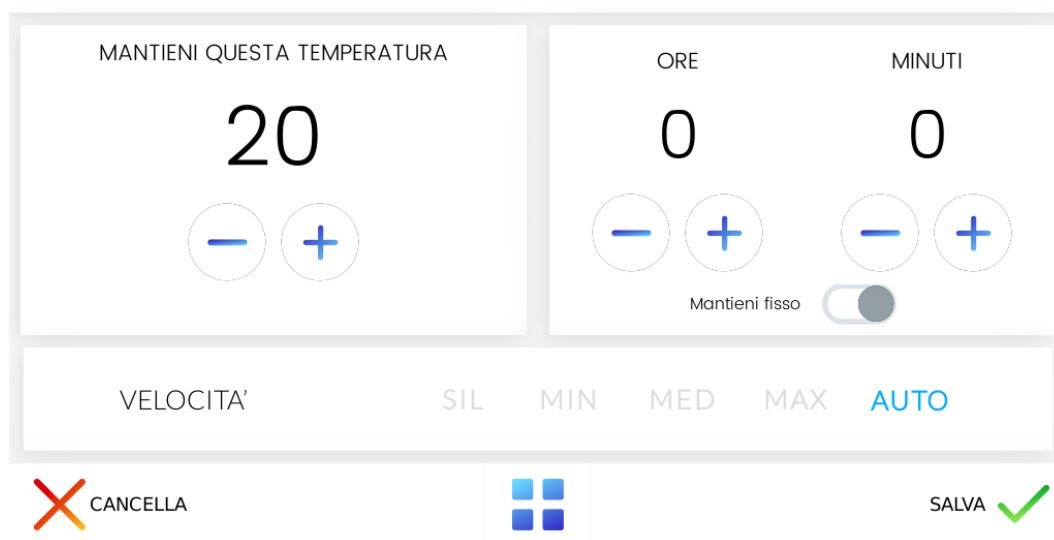 MANTIENI QUESTA TEMPERATURA
20
ORE
MINUTI
0
0
Mantieni fisso
VELOCITA’
SIL
MIN
MED
MAX
AUTO
CANCELLA
SALVA